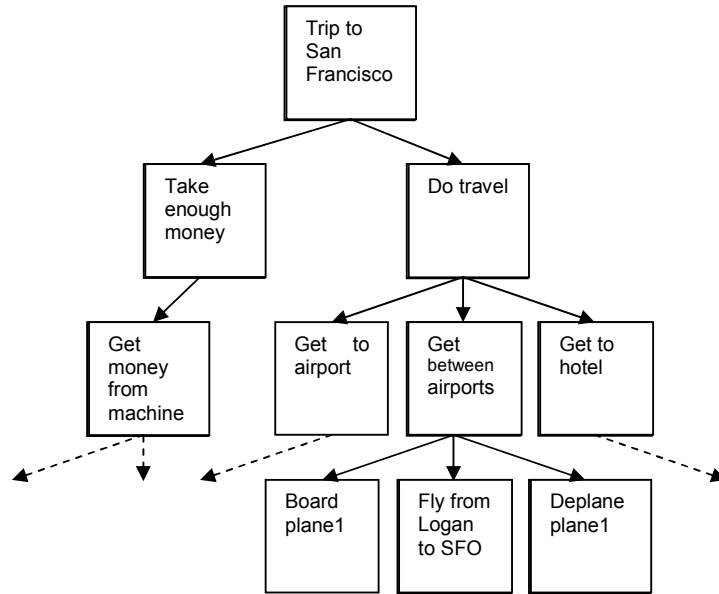 Trip to
San
Francisco
Take
enough
money
Do travel
Get
money
from
machine
Get to
airport
Get
between
airports
Get to
hotel
Board
plane1
Fly from
Logan
to SFO
Deplane
plane1